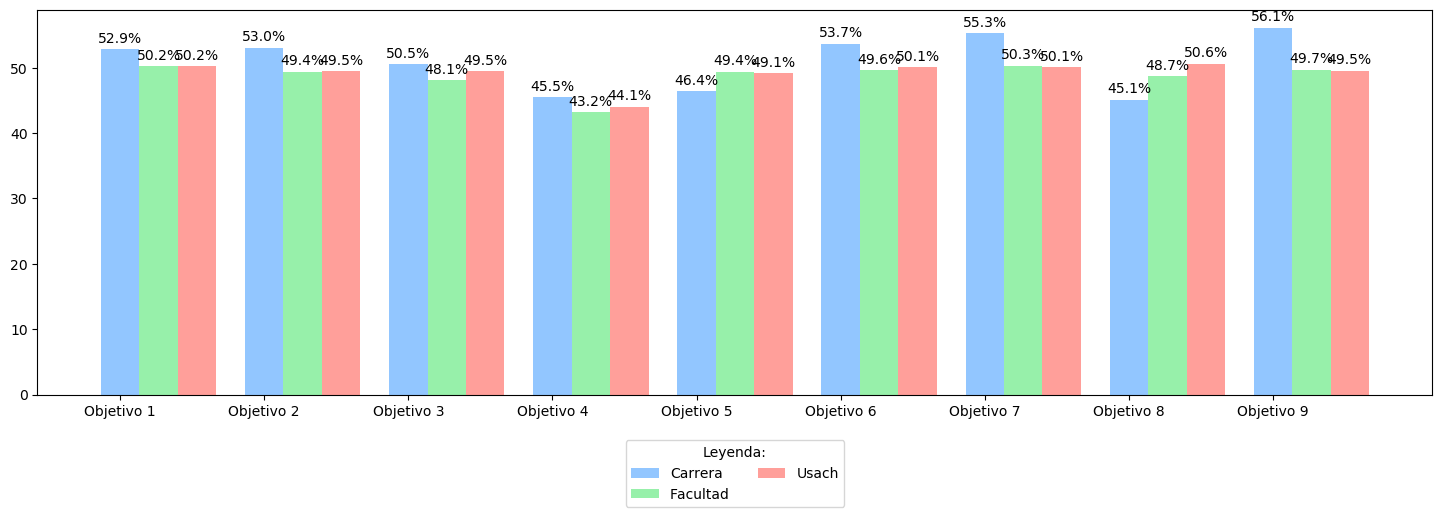 52.9% 50.2% 50.2% 53.0% 49.4% 49.5% 50.5% 48.1% 49.5% 45.5% 43.2% 44.1% 46.4% 49.4% 49.1% 53.7% 49.6% 50.1% 55.3% 50.3% 50.1% 45.1% 48.7% 50.6% 56.1% 49.7% 49.5%
50
40
30
20
10
0
Objetivo 1 Objetivo 2 Objetivo 3 Objetivo 4 Objetivo 5 Objetivo 6 Objetivo 7 Objetivo 8 Objetivo 9
Leyenda:
Carrera Usach
Facultad